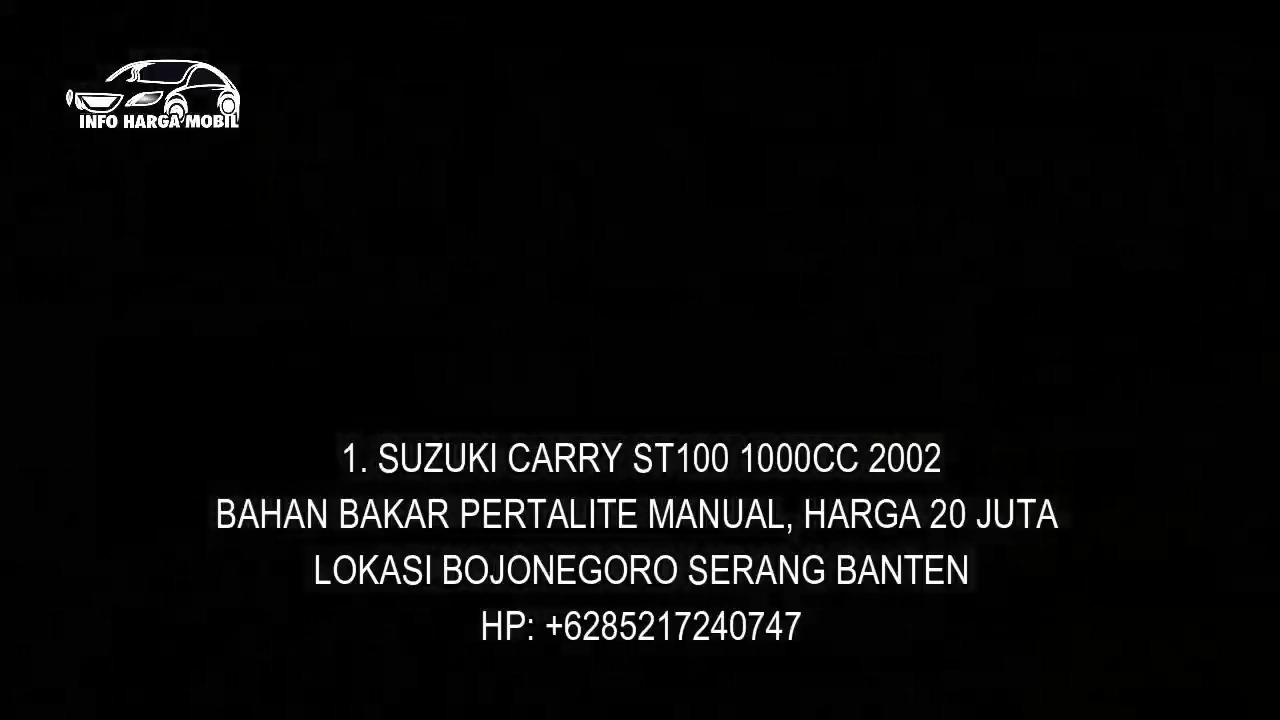 INFO HARGA MOBIL
1. SUZUKI CARRY ST100 1000CC 2002
BAHAN BAKAR PERTALITE MANUAL, HARGA 20 JUTA
LOKASI BOJONEGORO SERANG BANTEN
HP: +6285217240747